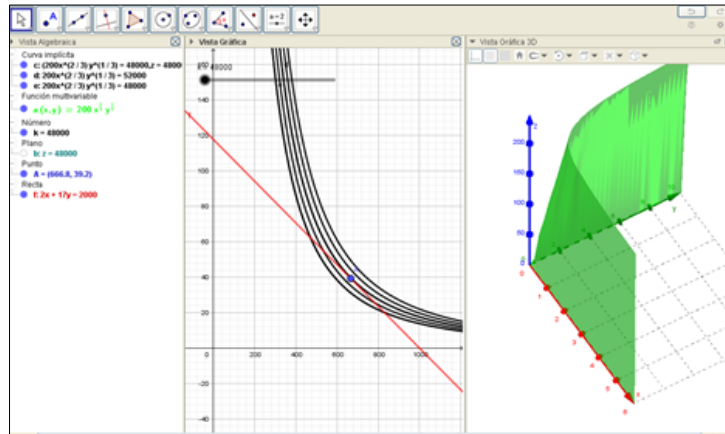 a=2
Vista Algebraica
Curva implícita
c: (200x^(2 / 3) y^(1 / 3) = 48000,z = 4800
d: 200x^(2 / 3) y^(1 / 3) = 52000
e: 200x^(2 / 3) y^(1 / 3) = 48000
Función multivariable
Número
k = 48000
Plano
b: z = 48000
Punto
A = (666.8, 39.2)
Recta
f: 2x + 17y = 2000
Vista Gráfica
48000
160
140
120
100
80
60
40
20
0
-20
-40
0
200
400
600
800
1000
Vista Gráfica 3D
z
200
150
100
50
0
y
0
1
2
3
4
5
6